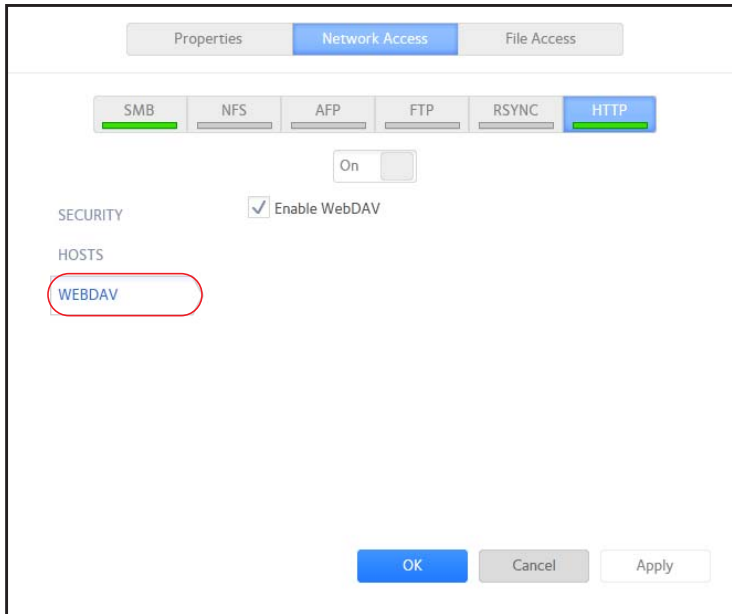 Properties Network Access File Access
SMB NFS AFP FTP RSYNC HTTP
On
SECURITY Enable WebDAV
HOSTS
WEBDAV
OK Cancel Apply